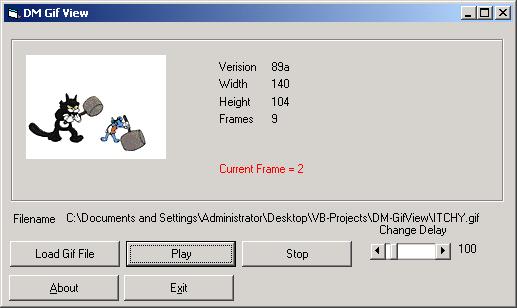 DM Gif View
Verision 89a
Width 140
Height 104
Frames 9
Current Frame = 2
Filename C:\Documents and Settings\Administrator\Desktop\VB-Projects\DM-GifView\ITCHY.gif
Change Delay
Load Gif File Play Stop 100
About Exit